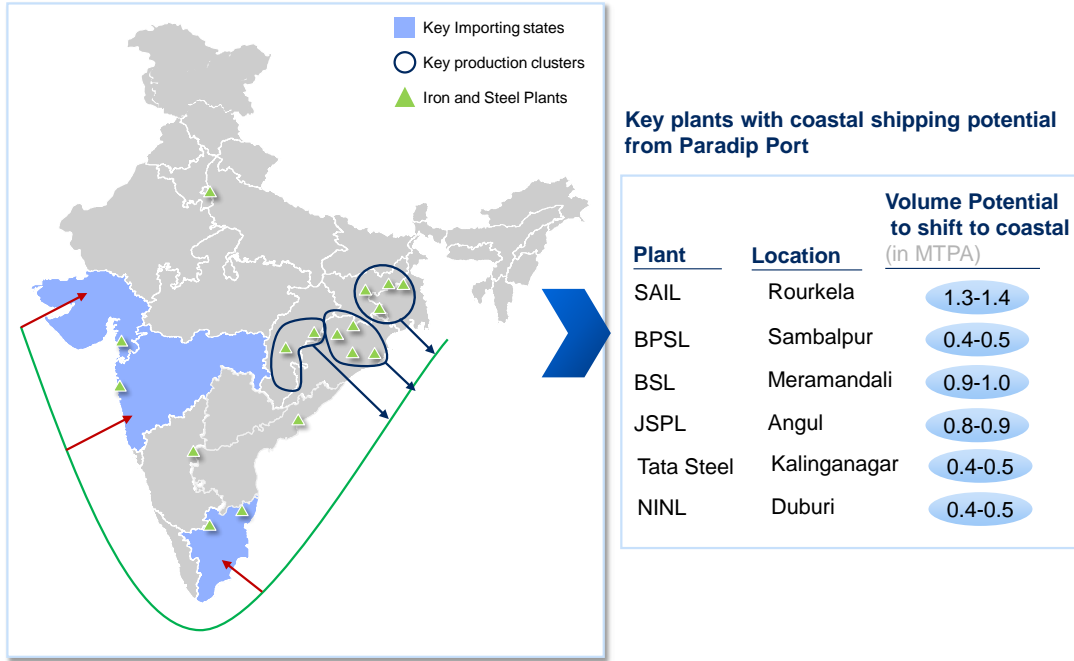 Key Importing states
Key production clusters
Iron and Steel Plants
Key plants with coastal shipping potential
from Paradip Port
Volume Potential
to shift to coastal
Plant Location (in MTPA)
SAIL Rourkela 1.3-1.4
BPSL Sambalpur 0.4-0.5
BSL Meramandali 0.9-1.0
JSPL Angul 0.8-0.9
Tata Steel Kalinganagar 0.4-0.5
NINL Duburi 0.4-0.5